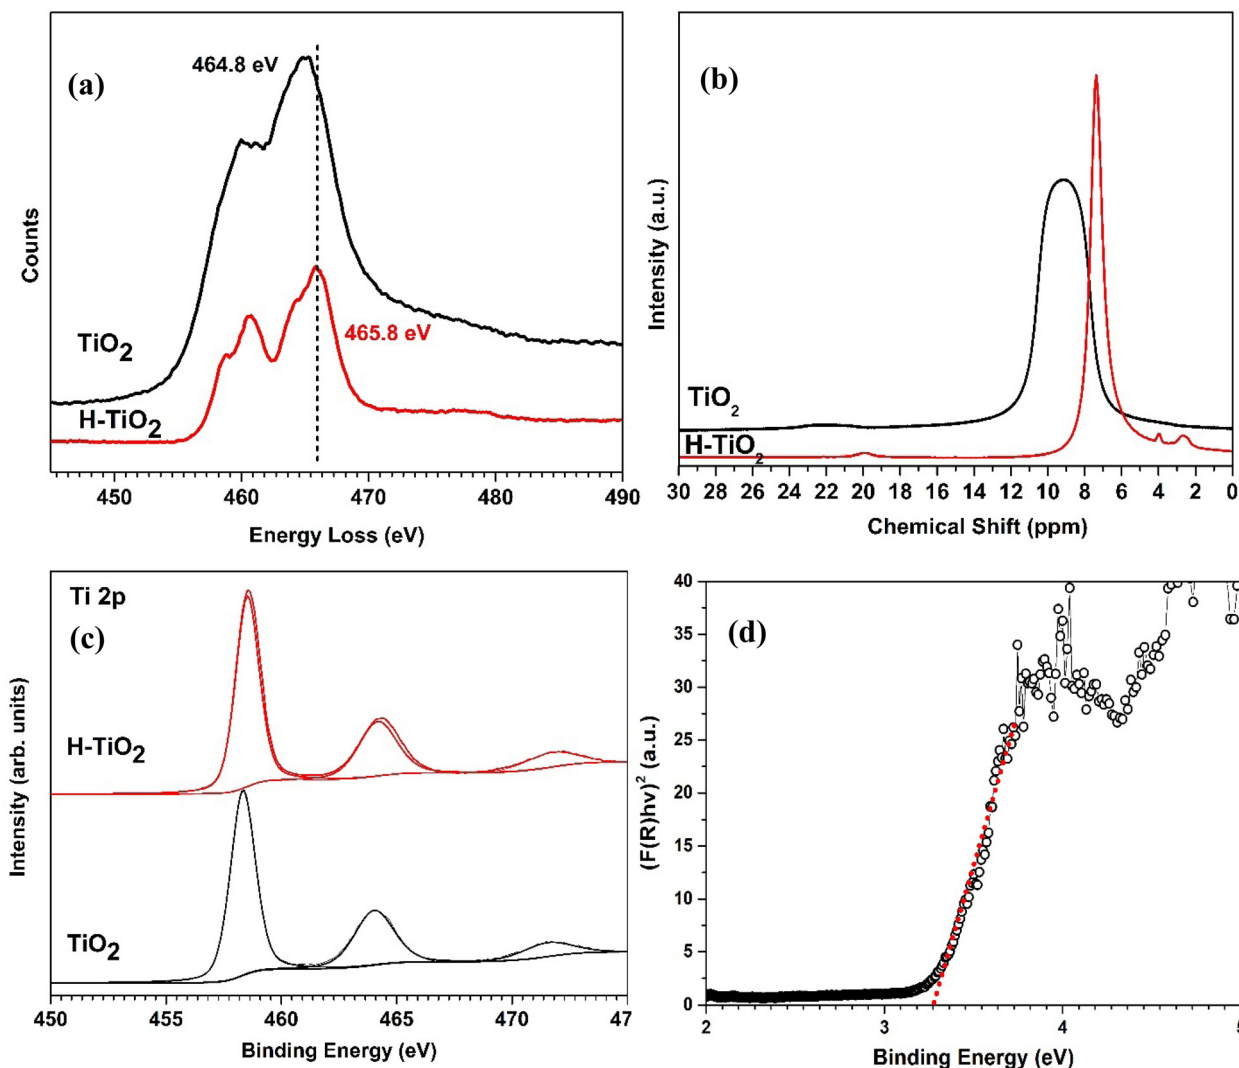 (a)
464.8 eV
465.8 eV
TiO2
H-TiO2
Counts
450 460 470 480 490
Energy Loss (eV)
(b)
TiO2
H-TiO2
Intensity (a.u.)
30 28 26 24 22 20 18 16 14 12 10 8 6 4 2 0
Chemical Shift (ppm)
Ti 2p
(c)
H-TiO2
TiO2
Intensity (arb. units)
450 455 460 465 470 47
Binding Energy (eV)
(d)
(F(R)hv)2 (a.u.)
40
35
30
25
20
15
10
5
0
2 3 4 5
Binding Energy (eV)